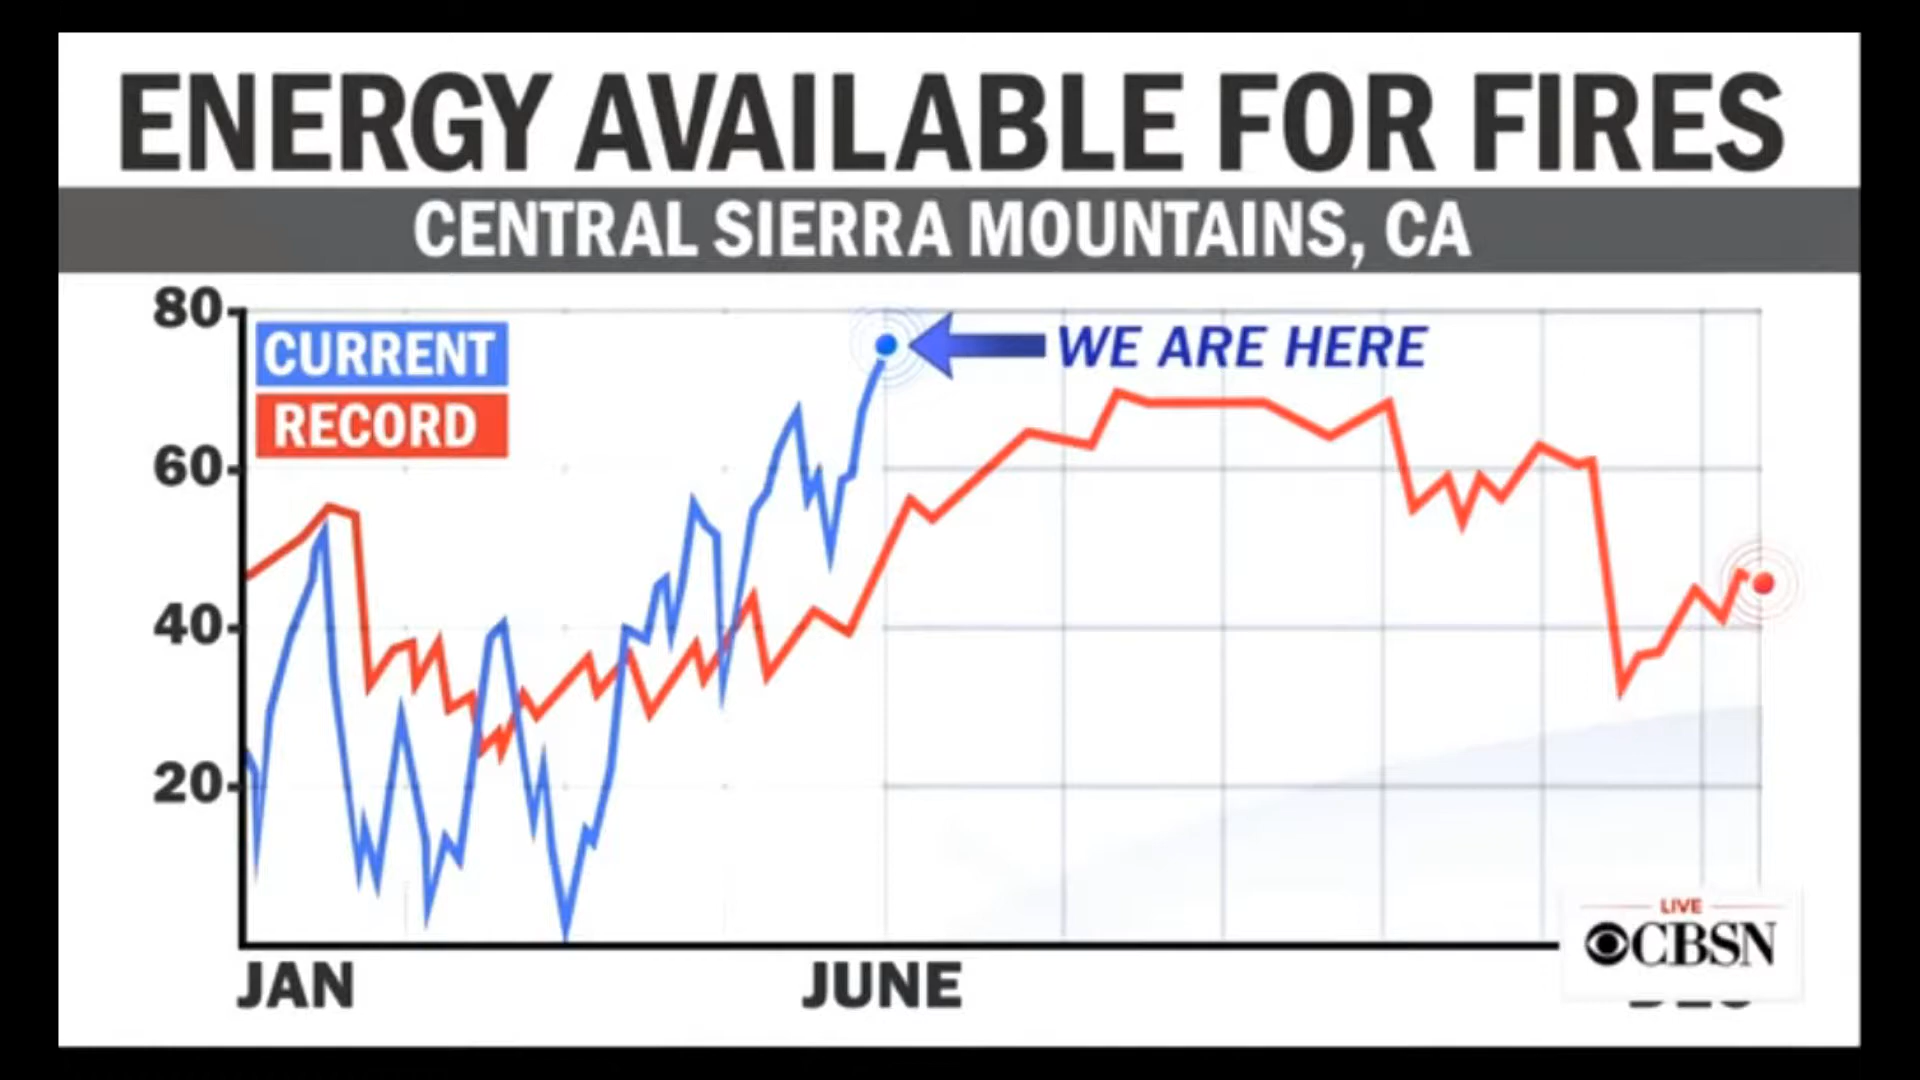 ENERGY AVAILABLE FOR FIRES
CENTRAL SIERRA MOUNTAINS, CA
80
CURRENT
WE ARE HERE
RECORD
60
40
20
LIVE
CBSN
JAN
JUNE